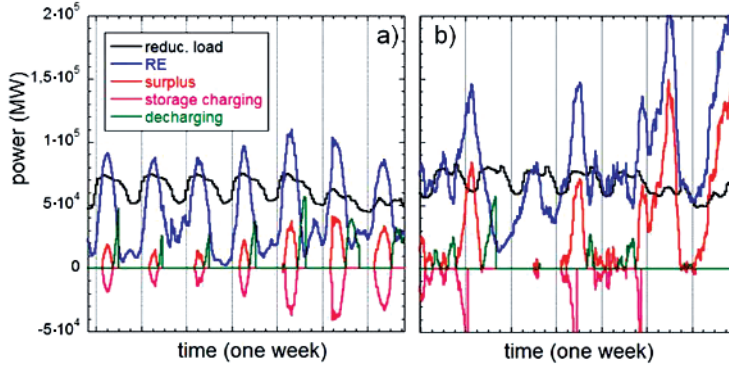 2·10⁵
1,5·10⁵
1·10⁵
5·10⁴
0
-5·10⁴
power (MW)
reduc. load
RE
surplus
storage charging
decharging
a)
b)
time (one week)
time (one week)